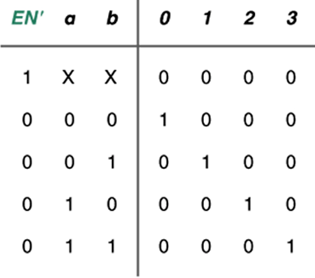 EN' a b 0 1 2 3
1 X X 0 0 0 0
0 0 0 1 0 0 0
0 0 1 0 1 0 0
0 1 0 0 0 1 0
0 1 1 0 0 0 1